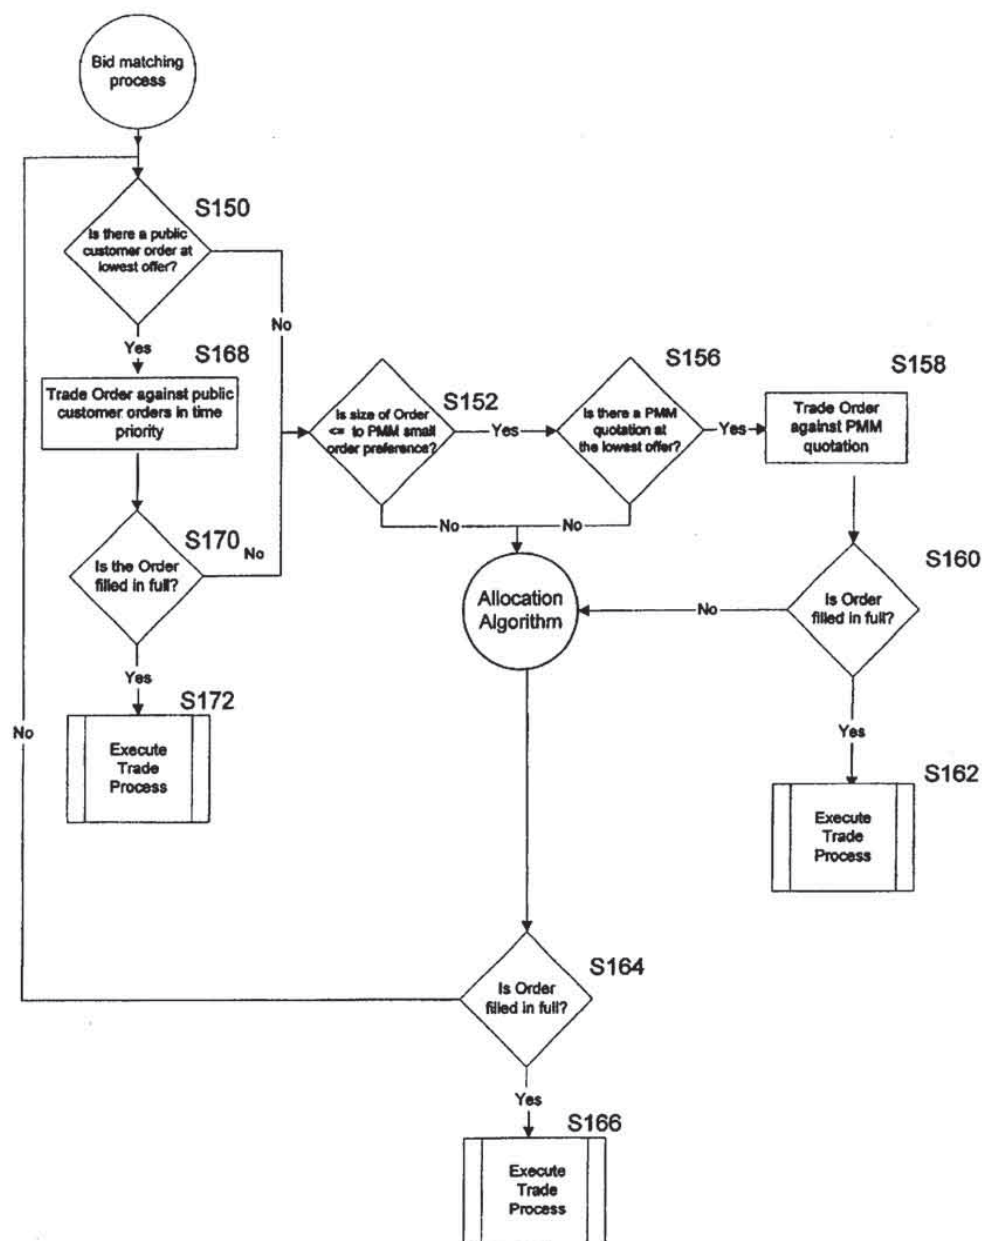 Bid matching
process
S150
Is there a public
customer order at
lowest offer?
No
Yes
S168
Trade Order against public
customer orders in time
priority
S152
Is size of Order
<= to PMM small
order preference?
Yes
S156
Is there a PMM
quotation at
the lowest offer?
Yes
S158
Trade Order
against PMM
quotation
No
No
S170
No
Is the Order
filled in full?
Allocation
Algorithm
No
S160
Is Order
filled in full?
Yes
S172
Execute
Trade
Process
No
Yes
S162
Execute
Trade
Process
S164
Is Order
filled in full?
Yes
S166
Execute
Trade
Process